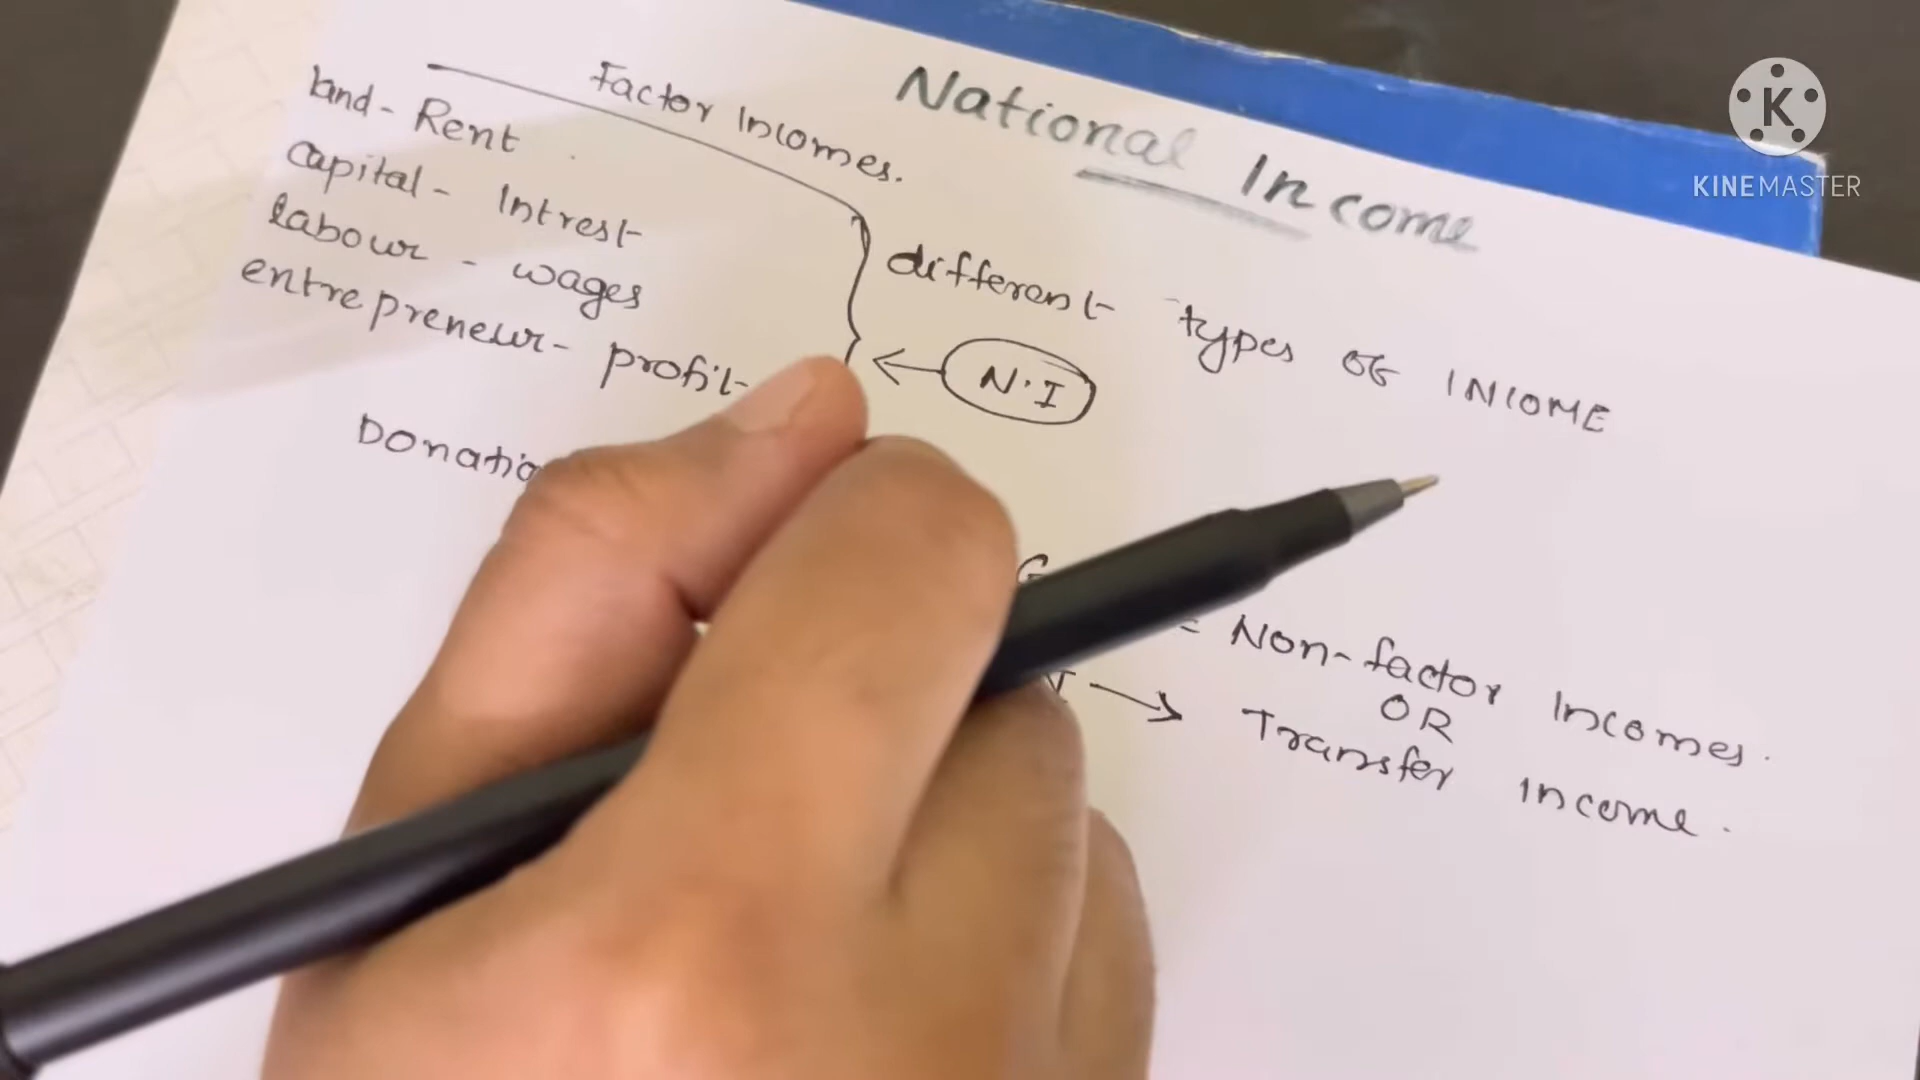 National Income
Factor Incomes.
land - Rent
capital - Intrest
labour - wages
entrepreneur - profit
different types of INCOME
N.I
= Non-factor Incomes.
OR
Transfer Income.
K
KINEMASTER